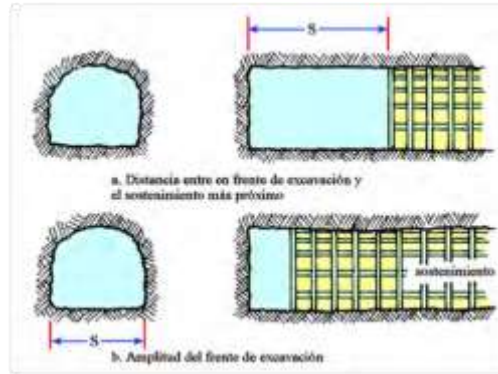 S
a. Distancia entre en frente de excavación y
el sostenimiento más próximo
sostenimiento
S
b. Amplitud del frente de excavación